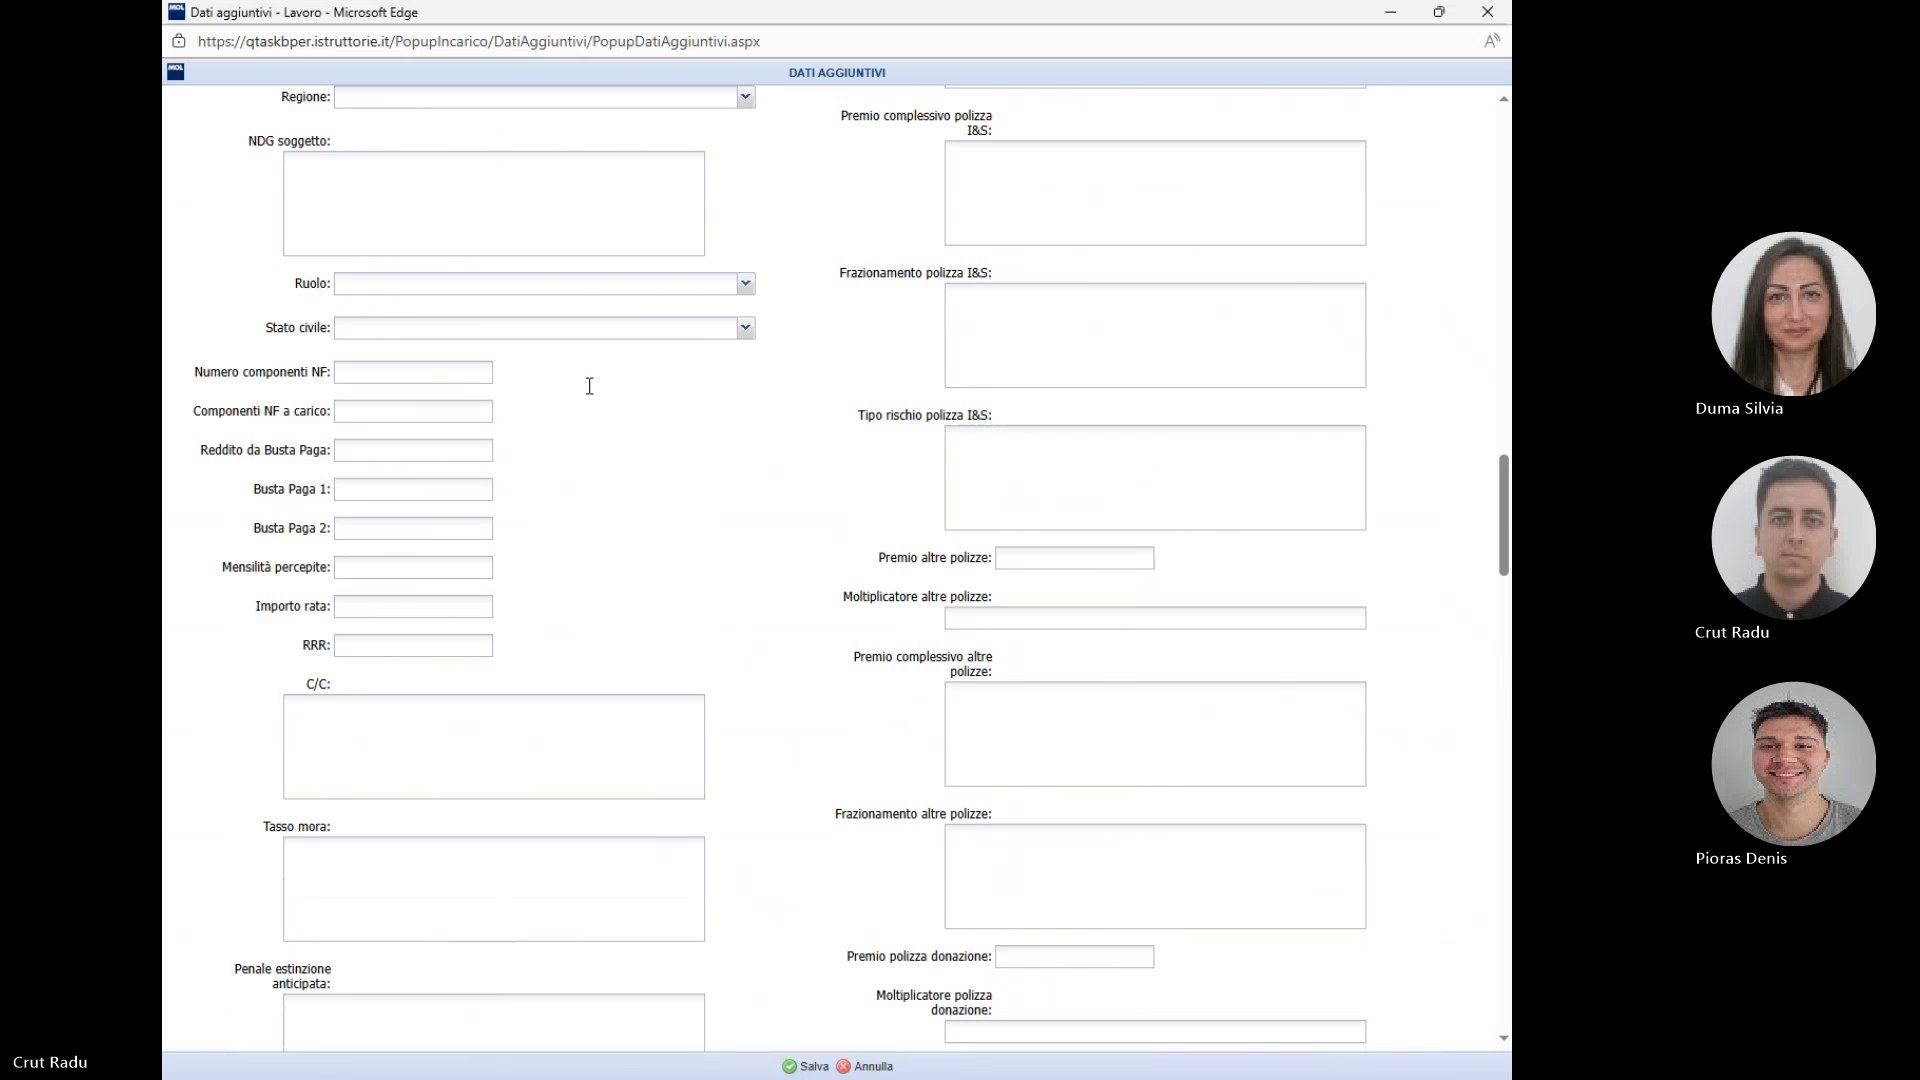 MOL Dati aggiuntivi - Lavoro - Microsoft Edge
https://qtaskbper.istruttorie.it/PopupIncarico/DatiAggiuntivi/PopupDatiAggiuntivi.aspx
MOL DATI AGGIUNTIVI
Regione:
NDG soggetto:
Ruolo:
Stato civile:
Numero componenti NF:
Componenti NF a carico:
Reddito da Busta Paga:
Busta Paga 1:
Busta Paga 2:
Mensilità percepite:
Importo rata:
RRR:
C/C:
Tasso mora:
Penale estinzione
anticipata:
Premio complessivo polizza
I&S:
Frazionamento polizza I&S:
Tipo rischio polizza I&S:
Premio altre polizze:
Moltiplicatore altre polizze:
Premio complessivo altre
polizze:
Frazionamento altre polizze:
Premio polizza donazione:
Moltiplicatore polizza
donazione:
Salva Annulla
Duma Silvia
Crut Radu
Pioras Denis
Crut Radu